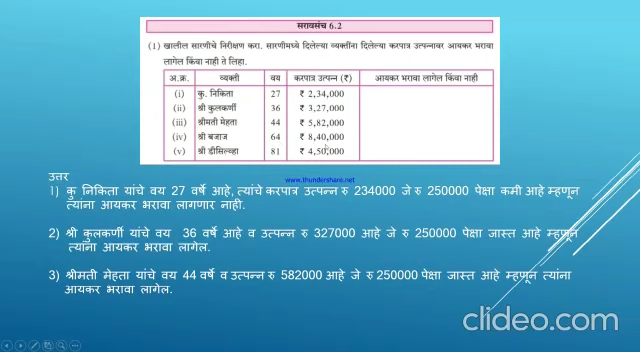 सरावसंच 6.2
(1) खालील सारणीचे निरीक्षण करा. सारणीमध्ये दिलेल्या व्यक्तींना दिलेल्या करपात्र उत्पन्नावर आयकर भरावा
लागेल किंवा नाही ते लिहा.
अ.क्र. व्यक्ती वय करपात्र उत्पन्न (₹) आयकर भरावा लागेल किंवा नाही
(i) कु. निकिता 27 ₹ 2,34,000
(ii) श्री कुलकर्णी 36 ₹ 3,27,000
(iii) श्रीमती मेहता 44 ₹ 5,82,000
(iv) श्री बजाज 64 ₹ 8,40,000
(v) श्री डीसिल्व्हा 81 ₹ 4,50,000
www.thundershare.net
उत्तर
1) कु निकिता यांचे वय 27 वर्षे आहे, त्यांचे करपात्र उत्पन्न रु 234000 जे रु 250000 पेक्षा कमी आहे म्हणून
त्यांना आयकर भरावा लागणार नाही.
2) श्री कुलकर्णी यांचे वय 36 वर्षे आहे व उत्पन्न रु 327000 आहे जे रु 250000 पेक्षा जास्त आहे म्हणून
त्यांना आयकर भरावा लागेल.
3) श्रीमती मेहता यांचे वय 44 वर्षे व उत्पन्न रु 582000 आहे जे रु 250000 पेक्षा जास्त आहे म्हणून त्यांना
आयकर भरावा लागेल.
clideo.com